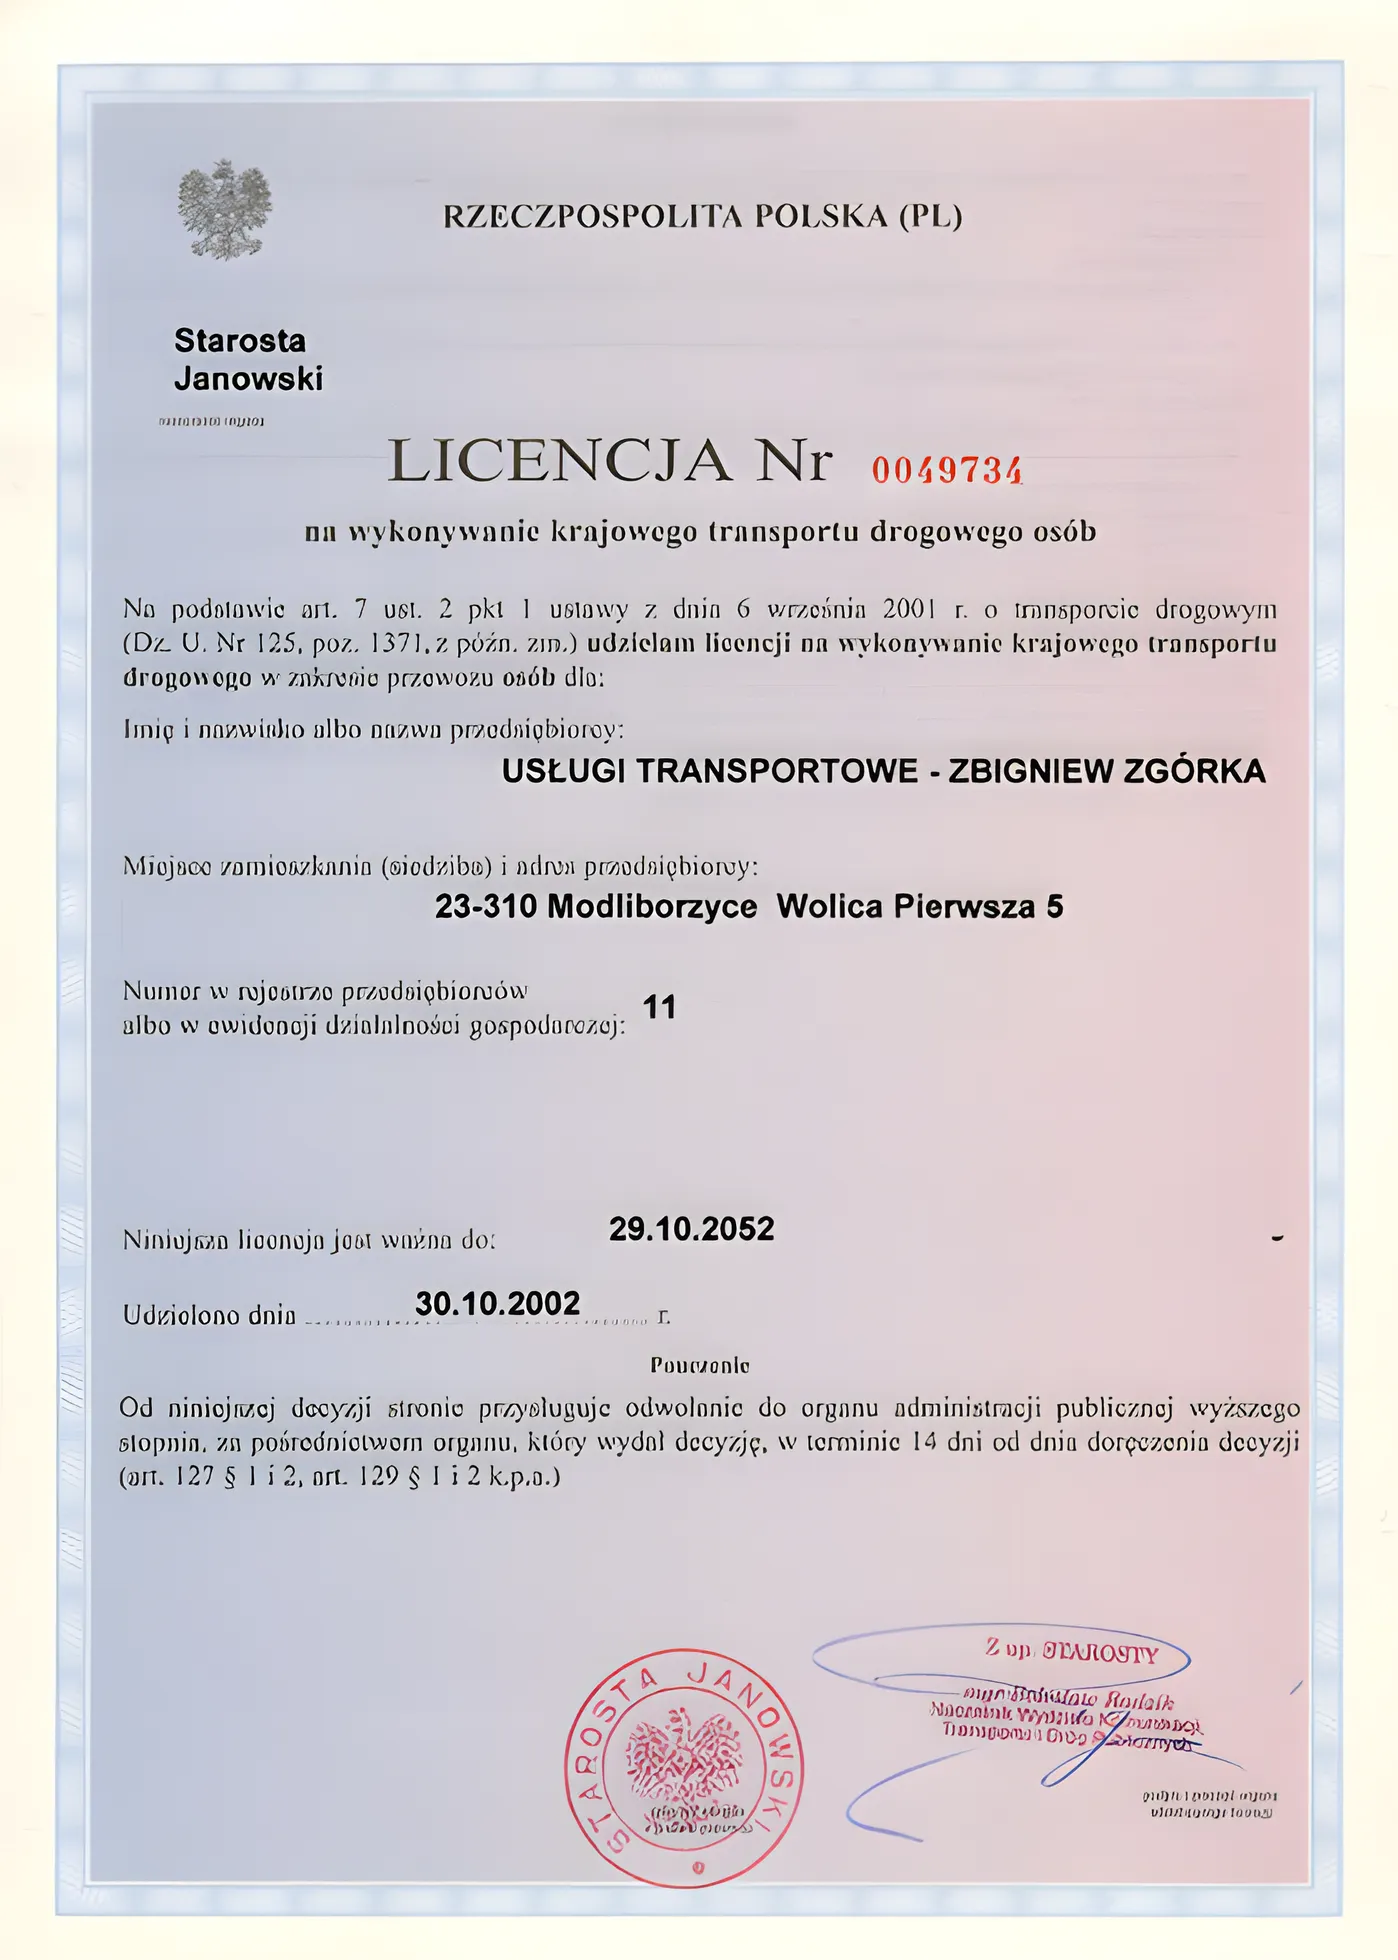 RZECZPOSPOLITA POLSKA (PL)
Starosta
Janowski
LICENCJA Nr 0049734
na wykonywanie krajowego transportu drogowego osób
Na podstawie art. 7 ust. 2 pkt 1 ustawy z dnia 6 września 2001 r. o transporcie drogowym
(Dz. U. Nr 125, poz. 1371, z późn. zm.) udzielam licencji na wykonywanie krajowego transportu
drogowego w zakresie przewozu osób dla:
Imię i nazwisko albo nazwa przedsiębiorcy:
USŁUGI TRANSPORTOWE - ZBIGNIEW ZGÓRKA
Miejsce zamieszkania (siedziba) i adres przedsiębiorcy:
23-310 Modliborzyce Wolica Pierwsza 5
Numer w rejestrze przedsiębiorców
albo w ewidencji działalności gospodarczej: 11
Niniejsza licencja jest ważna do: 29.10.2052
Udzielono dnia 30.10.2002 r.
Pouczenie
Od niniejszej decyzji stronie przysługuje odwołanie do organu administracji publicznej wyższego
stopnia, za pośrednictwem organu, który wydał decyzję, w terminie 14 dni od dnia doręczenia decyzji
(art. 127 § 1 i 2, art. 129 § 1 i 2 k.p.a.)
Z up. STAROSTY
STAROSTA JANOWSKI